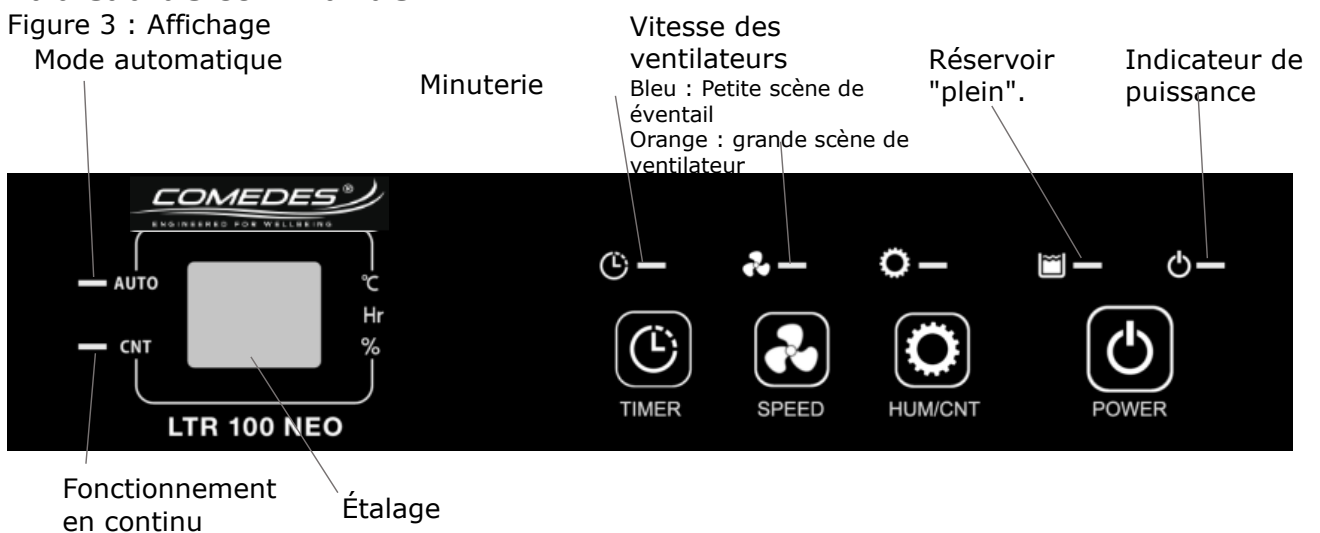 Figure 3 : Affichage
Mode automatique
Minuterie
Vitesse des
ventilateurs
Bleu : Petite scène de
éventail
Orange : grande scène de
ventilateur
Réservoir
"plein".
Indicateur de
puissance
COMEDES®
ENGINEERED FOR WELLBEING
AUTO
°C
Hr
CNT
%
LTR 100 NEO
TIMER
SPEED
HUM/CNT
POWER
Fonctionnement
en continu
Étalage